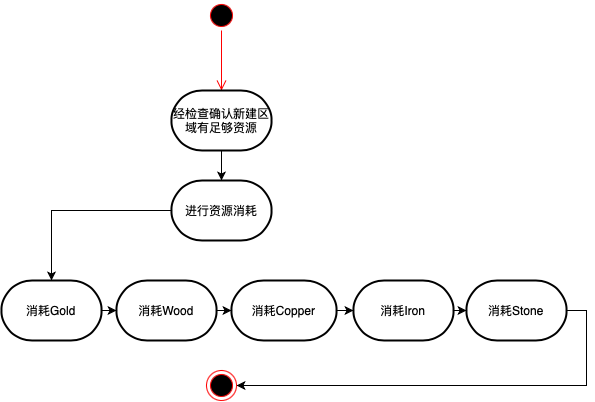 经检查确认新建区
域有足够资源
进行资源消耗
消耗Gold
消耗Wood
消耗Copper
消耗Iron
消耗Stone